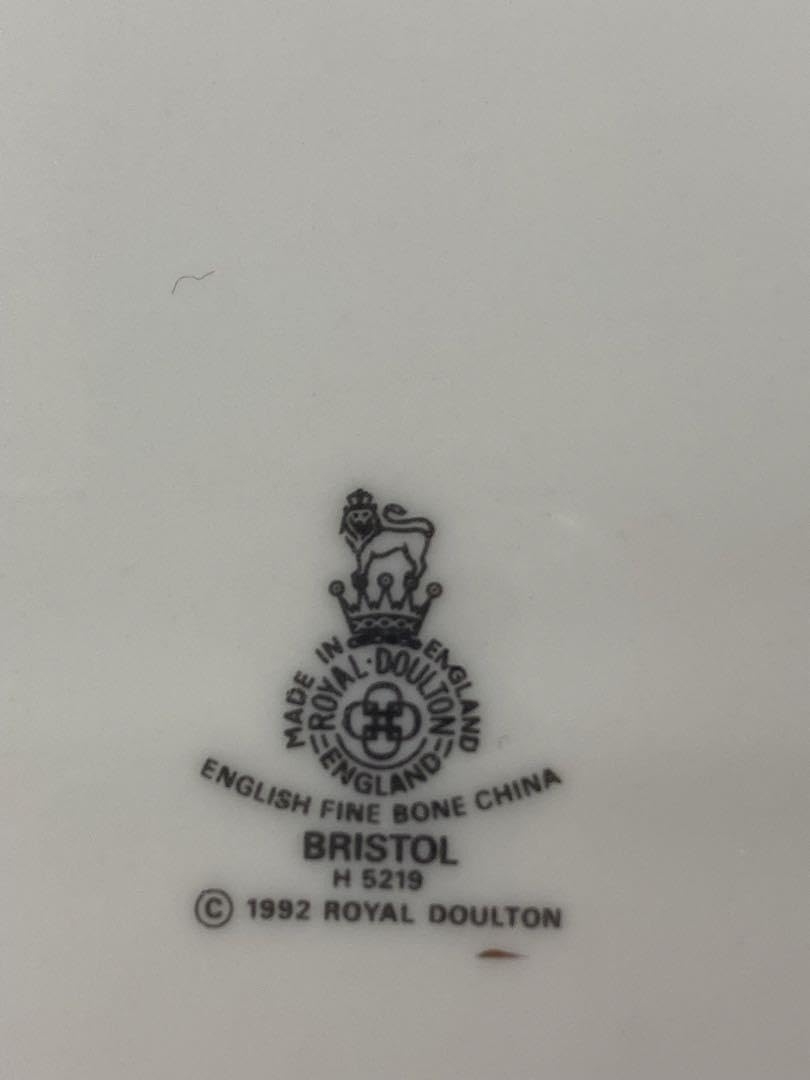 MADE IN ENGLAND
ROYAL·DOULTON
ENGLAND
ENGLISH FINE BONE CHINA
BRISTOL
H 5219
© 1992 ROYAL DOULTON